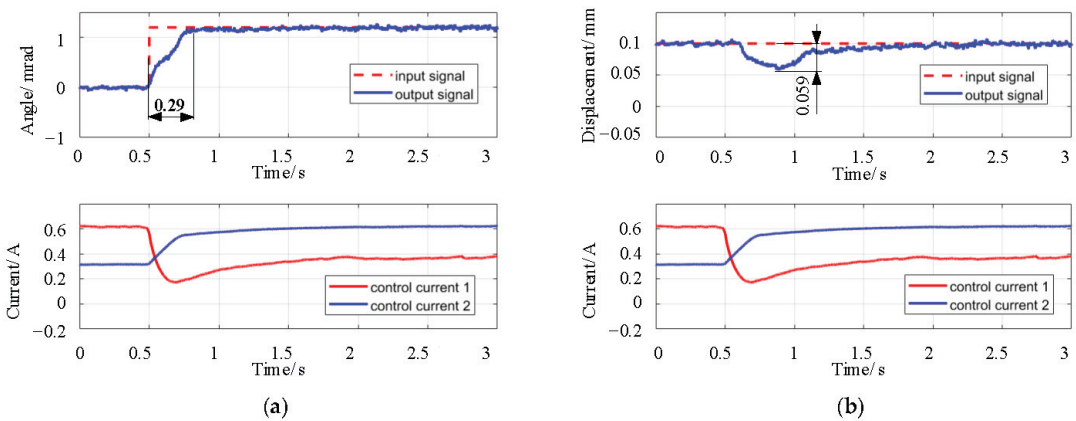 Angle/ mrad
1
0
−1
input signal
output signal
0.29
0 0.5 1 1.5 2 2.5 3
Time/ s
Current/ A
0.6
0.4
0.2
0
−0.2
control current 1
control current 2
0 0.5 1 1.5 2 2.5 3
Time/ s
(a)
Displacement/ mm
0.1
0.05
0
−0.05
0.059
input signal
output signal
0 0.5 1 1.5 2 2.5 3
Time/ s
Current/ A
0.6
0.4
0.2
0
−0.2
control current 1
control current 2
0 0.5 1 1.5 2 2.5 3
Time/ s
(b)